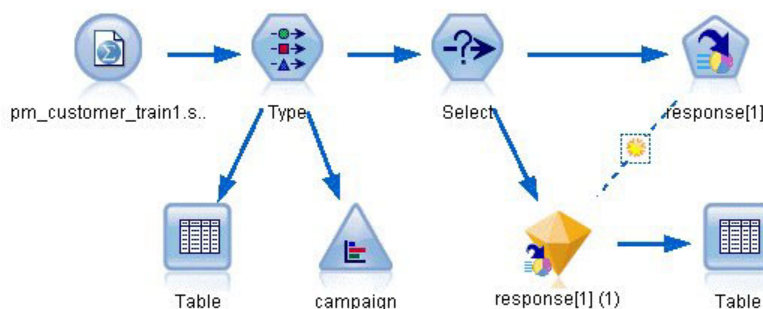 pm_customer_train1.s..
Type
Select
response[1]
Table
campaign
response[1] (1)
Table